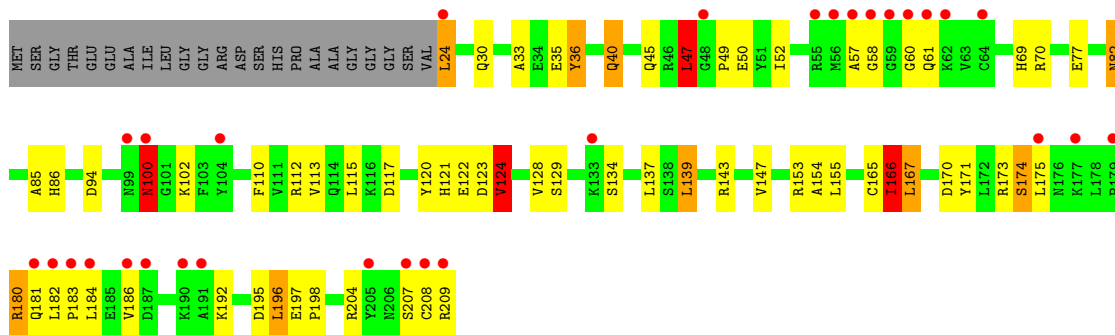 MET SER GLY THR GLU GLU ALA ILE LEU GLY GLY ARG ASP SER HIS PRO ALA ALA GLY GLY GLY SER VAL L24 Q30 A33 E34 E35 Y36 Q40 Q45 R46 L47 G48 P49 E50 Y51 I52 R55 M56 A57 G58 G59 G60 Q61 K62 V63 C64 H69 R70 E77 N82
A85 H86 D94 N99 N100 G101 K102 F103 Y104 F110 V111 R112 V113 Q114 L115 K116 D117 Y120 H121 E122 D123 V124 V128 S129 K133 S134 L137 S138 L139 R143 V147 R153 A154 L155 C165 I166 L167 D170 Y171 L172 R173 S174 L175 N176 K177 L178
R180 Q181 L182 P183 L184 E185 V186 D187 K190 A191 K192 D195 L196 E197 P198 R204 Y205 N206 S207 C208 R209